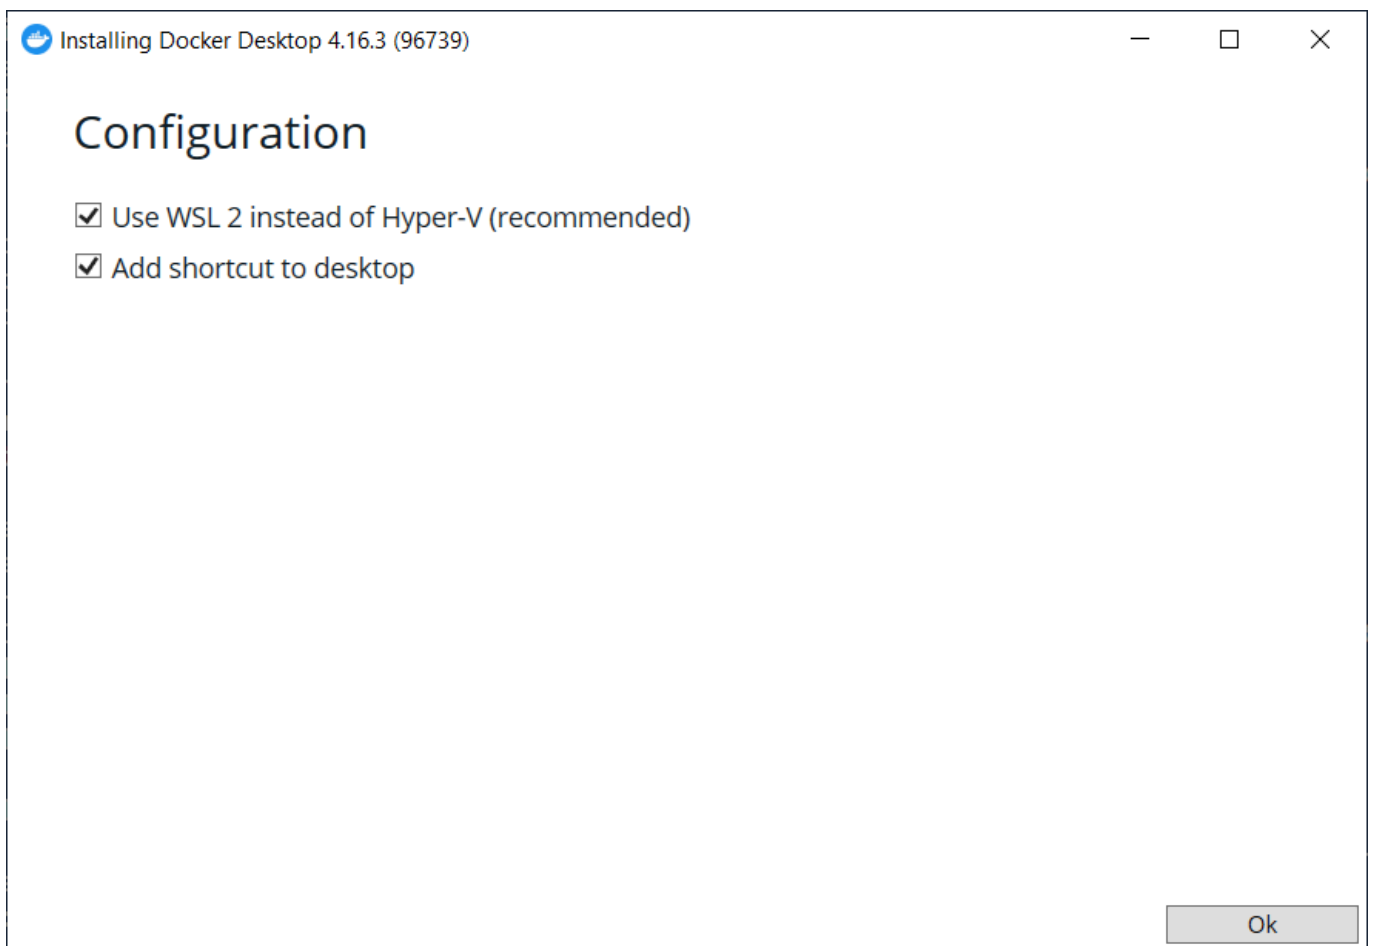 Installing Docker Desktop 4.16.3 (96739)
Configuration
Use WSL 2 instead of Hyper-V (recommended)
Add shortcut to desktop
Ok